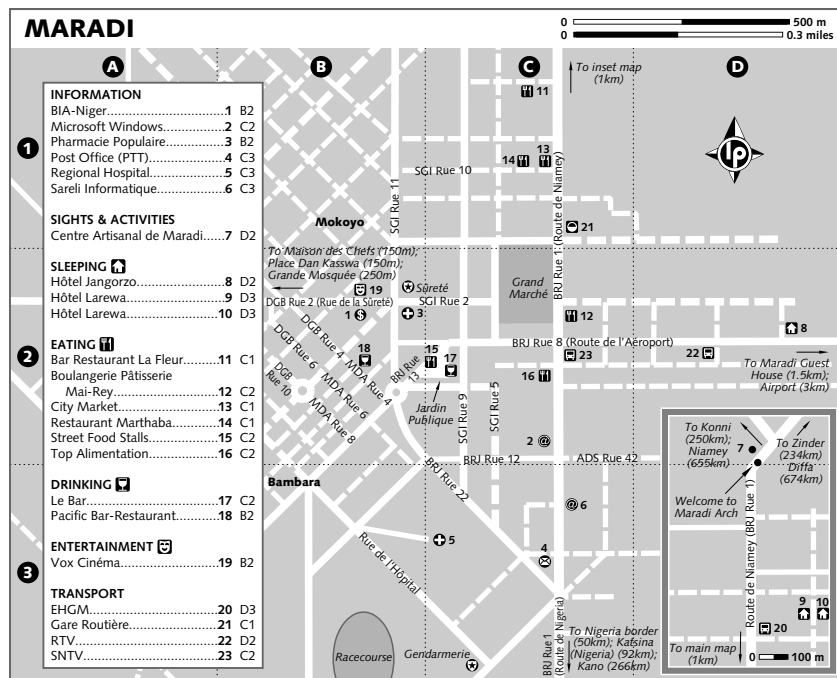 MARADI
0 500 m
0 0.3 miles
A
B
C
D
1
2
3
INFORMATION
BIA-Niger 1 B2
Microsoft Windows 2 C2
Pharmacie Populaire 3 B2
Post Office (PTT) 4 C3
Regional Hospital 5 C3
Sareli Informatique 6 C3
SIGHTS & ACTIVITIES
Centre Artisanal de Maradi 7 D2
SLEEPING
Hôtel Jangorzo 8 D2
Hôtel Larewa 9 D3
Hôtel Larewa 10 D3
EATING
Bar Restaurant La Fleur 11 C1
Boulangerie Pâtisserie
Mai-Rey 12 C2
City Market 13 C1
Restaurant Marthaba 14 C1
Street Food Stalls 15 C2
Top Alimentation 16 C2
DRINKING
Le Bar 17 C2
Pacific Bar-Restaurant 18 B2
ENTERTAINMENT
Vox Cinéma 19 B2
TRANSPORT
EHGM 20 D3
Gare Routière 21 C1
RTV 22 D2
SNTV 23 C2
To inset map
(1km)
11
13
14
SGI Rue 10
SGI Rue 11
BRJ Rue 1 (Route de Niamey)
lp
Mokoyo
21
To Maison des Chefs (150m);
Place Dan Kasswa (150m);
Grande Mosquée (250m)
19
Sûreté
DGB Rue 2 (Rue de la Sûreté)
SGI Rue 2
1
$
3
Grand
Marché
12
8
BRJ Rue 8 (Route de l'Aéroport)
DGB Rue 4
DGB Rue 6
DGB
Rue 10
MDA Rue 4
MDA Rue 6
MDA Rue 8
18
BRJ Rue
13
15
17
23
22
16
To Maradi Guest
House (1.5km);
Airport (3km)
Jardin
Publique
SGI Rue 9
SGI Rue 5
2
@
BRJ Rue 12
ADS Rue 42
BRJ Rue 22
Bambara
@
6
5
4
Rue de l'Hôpital
Racecourse
Gendarmerie
BRJ Rue 1
(Route de Nigeria)
To Nigeria border
(50km); Katsina
(Nigeria) (92km);
Kano (266km)
To Konni
(250km);
Niamey
(655km)
7
To Zinder
(234km)
Diffa
(674km)
Welcome to
Maradi Arch
Route de Niamey (BRJ Rue 1)
9
10
20
To main map
(1km)
0 100 m